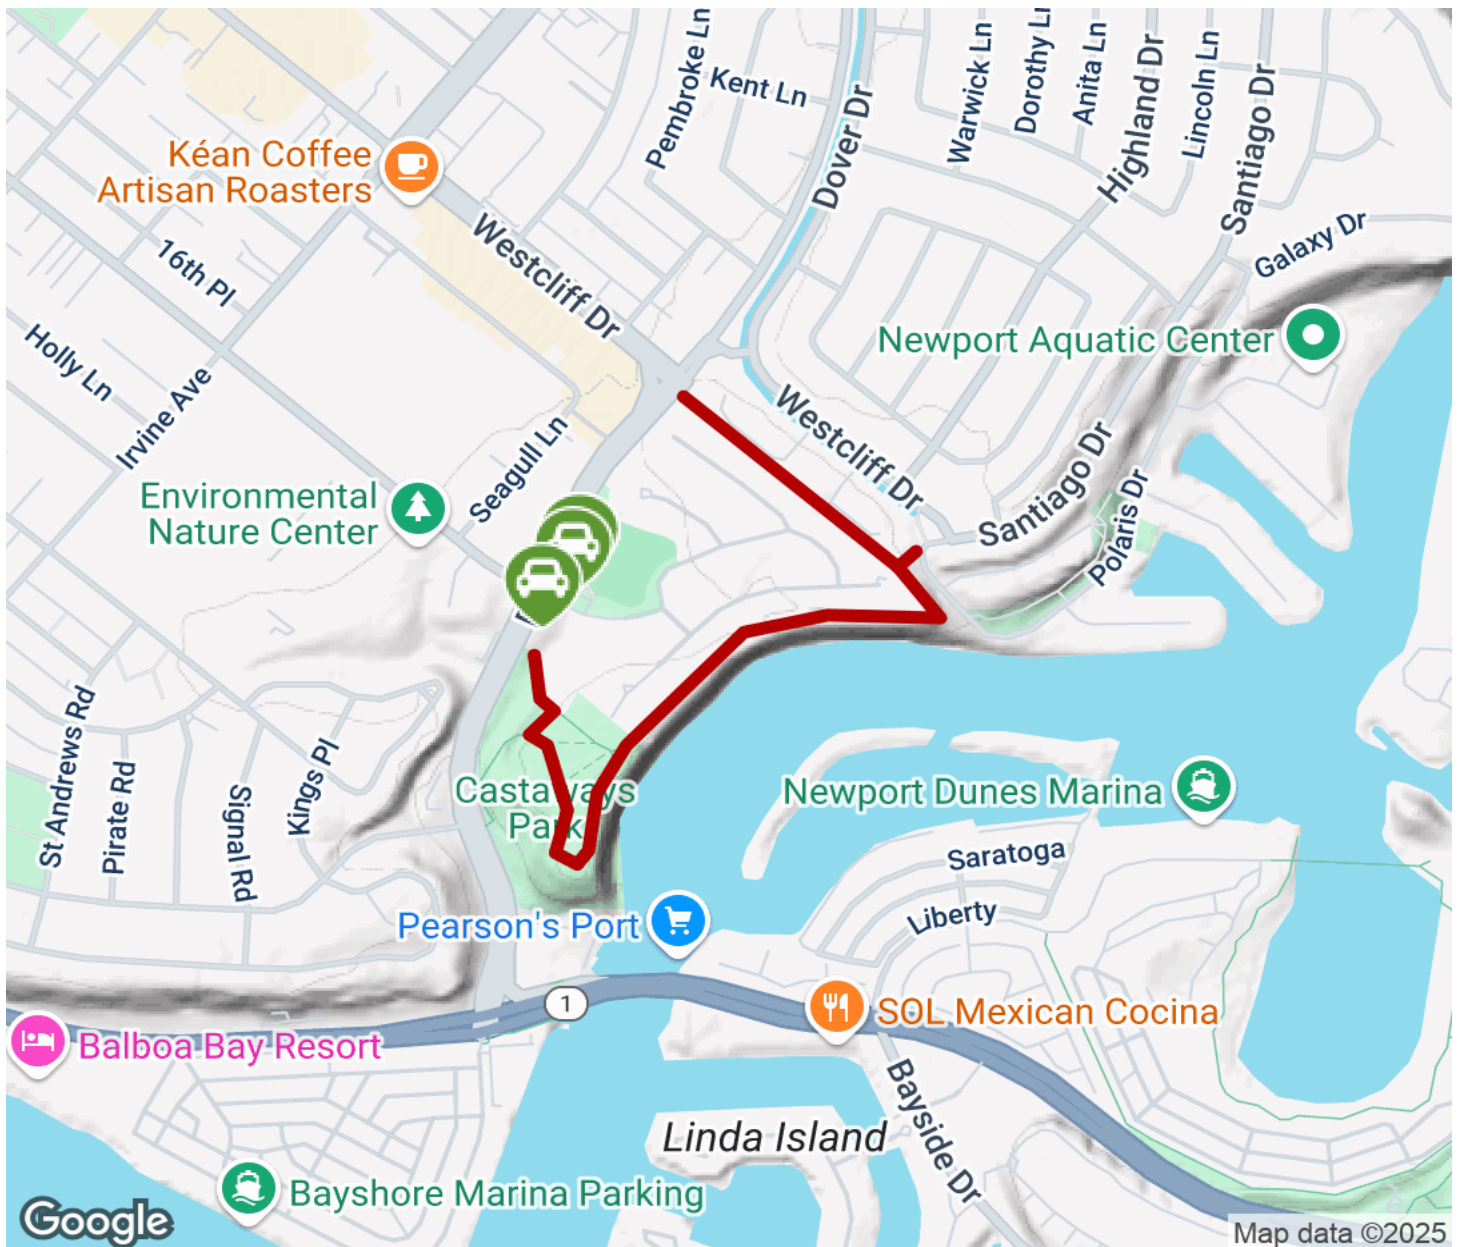 Pembroke Ln
Kent Ln
Dover Dr
Warwick Ln
Anita Ln
Highland Dr
Lincoln Ln
Santiago Dr
Kéan Coffee
Artisan Roasters
Westcliff Dr
Galaxy Dr
16th Pl
Holly Ln
Irvine Ave
Newport Aquatic Center
Westcliff Dr
Seagull Ln
Environmental
Nature Center
Santiago Dr
Polaris Dr
St Andrews Rd
Pirate Rd
Signal Rd
Kings Pl
Castaways
Park
Newport Dunes Marina
Saratoga
Liberty
Pearson's Port
1
SOL Mexican Cocina
Balboa Bay Resort
Bayside Dr
Linda Island
Bayshore Marina Parking
Google
Map data ©2025